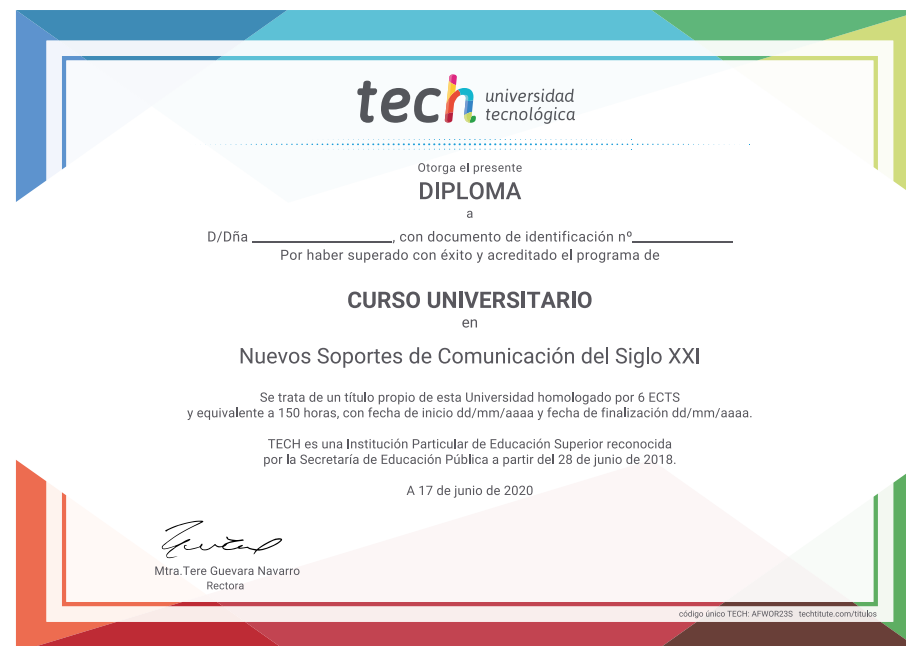 tech universidad
tecnológica
Otorga el presente
DIPLOMA
a
D/Dña ____________________, con documento de identificación nº______________
Por haber superado con éxito y acreditado el programa de
CURSO UNIVERSITARIO
en
Nuevos Soportes de Comunicación del Siglo XXI
Se trata de un título propio de esta Universidad homologado por 6 ECTS
y equivalente a 150 horas, con fecha de inicio dd/mm/aaaa y fecha de finalización dd/mm/aaaa.
TECH es una Institución Particular de Educación Superior reconocida
por la Secretaría de Educación Pública a partir del 28 de junio de 2018.
A 17 de junio de 2020
Mtra.Tere Guevara Navarro
Rectora
código único TECH: AFWOR23S techtitute.com/titulos